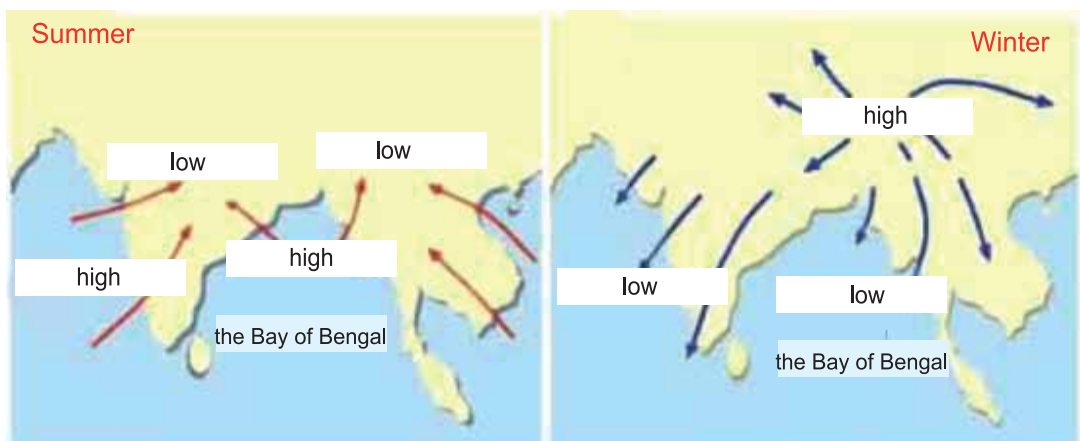 Summer
low
low
high
high
the Bay of Bengal
Winter
high
low
low
the Bay of Bengal